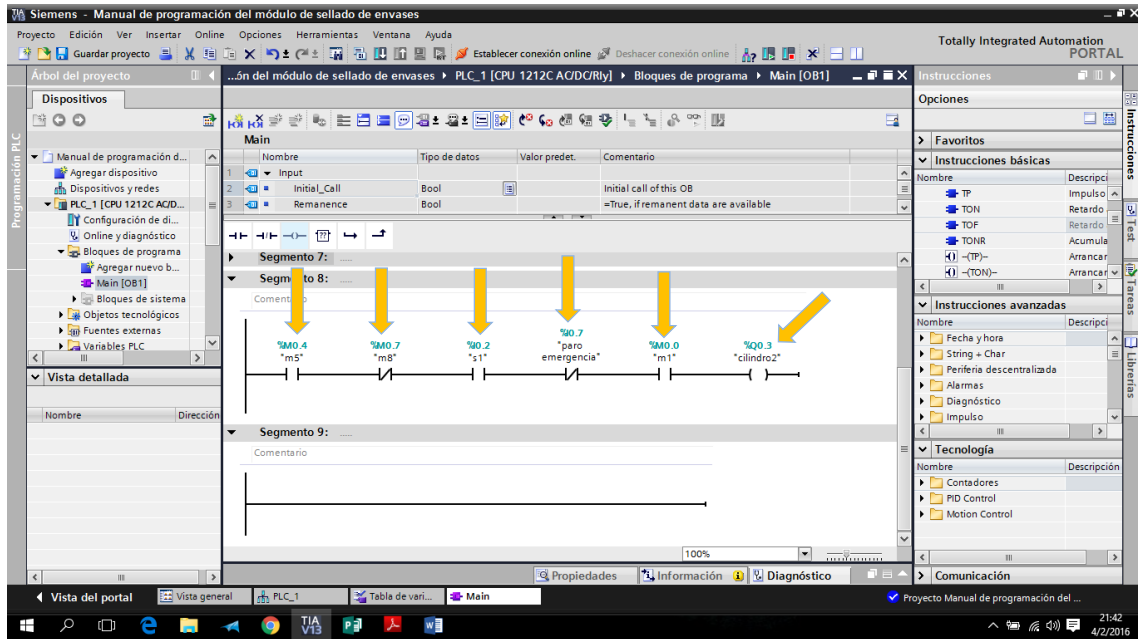 Siemens - Manual de programación del módulo de sellado de envases
Proyecto Edición Ver Insertar Online Opciones Herramientas Ventana Ayuda
Totally Integrated Automation
PORTAL
Guardar proyecto
Establecer conexión online
Deshacer conexión online
Árbol del proyecto
...ón del módulo de sellado de envases PLC_1 [CPU 1212C AC/DC/Rly] Bloques de programa Main [OB1]
Instrucciones
Dispositivos
Opciones
Programación PLC
Main
Nombre Tipo de datos Valor predet. Comentario
1 Input
2 Initial_Call Bool Initial call of this OB
3 Remanence Bool =True, if remanent data are available
Manual de programación d...
Agregar dispositivo
Dispositivos y redes
PLC_1 [CPU 1212C AC/D...
Configuración de di...
Online y diagnóstico
Bloques de programa
Agregar nuevo b...
Main [OB1]
Bloques de sistema
Objetos tecnológicos
Fuentes externas
Variables PLC
Vista detallada
Nombre Dirección
Segmento 7: .....
Segmento 8: .....
Comentario
%M0.4
"m5"
%M0.7
"m8"
%I0.2
"s1"
%I0.7
"paro
emergencia"
%M0.0
"m1"
%Q0.3
"cilindro2"
Segmento 9: .....
Comentario
100%
Propiedades Información Diagnóstico
Favoritos
Instrucciones básicas
Nombre Descripci
TP Impulso
TON Retardo
TOF Retardo
TONR Acumula
-(TP)- Arrancar
-(TON)- Arrancar
Instrucciones avanzadas
Nombre Descripci
Fecha y hora
String + Char
Periferia descentralizada
Alarmas
Diagnóstico
Impulso
Tecnología
Nombre Descripción
Contadores
PID Control
Motion Control
Comunicación
Instrucciones
Test
Tareas
Librerías
Vista del portal Vista general PLC_1 Tabla de vari... Main
Proyecto Manual de programación del ...
TIA
V13
21:42
4/2/2016